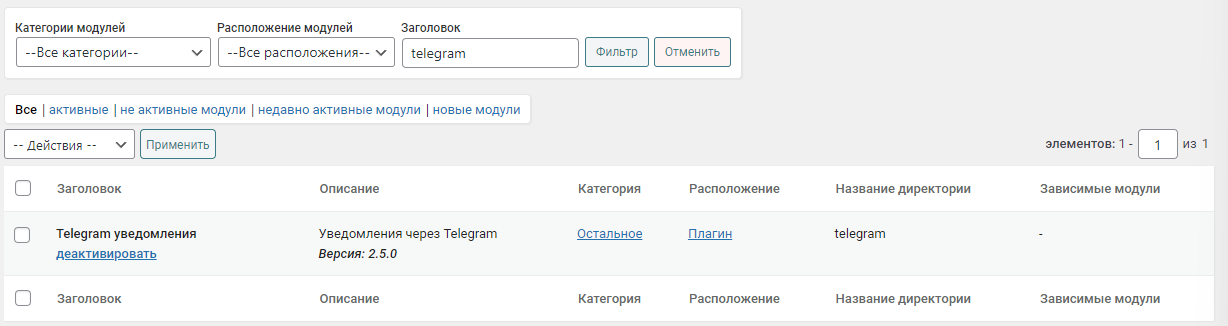 Категории модулей Расположение модулей Заголовок
--Все категории-- --Все расположения-- telegram Фильтр Отменить
Все | активные | не активные модули | недавно активные модули | новые модули
-- Действия -- Применить элементов: 1 - 1 из 1
Заголовок Описание Категория Расположение Название директории Зависимые модули
Telegram уведомления Уведомления через Telegram Остальное Плагин telegram -
деактивировать Версия: 2.5.0
Заголовок Описание Категория Расположение Название директории Зависимые модули